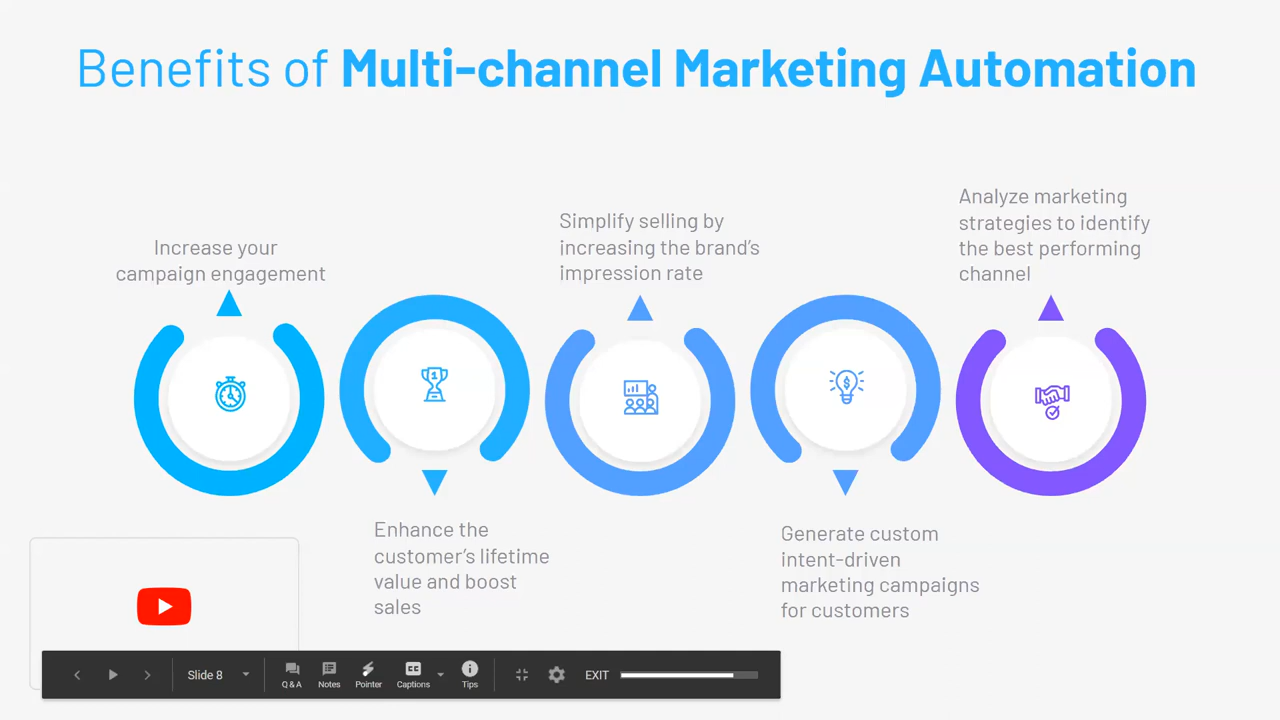 Benefits of Multi-channel Marketing Automation
Increase your
campaign engagement
Enhance the
customer's lifetime
value and boost
sales
Simplify selling by
increasing the brand's
impression rate
Generate custom
intent-driven
marketing campaigns
for customers
Analyze marketing
strategies to identify
the best performing
channel
1
$
Slide 8
Q & A
Notes
Pointer
CC
Captions
Tips
EXIT